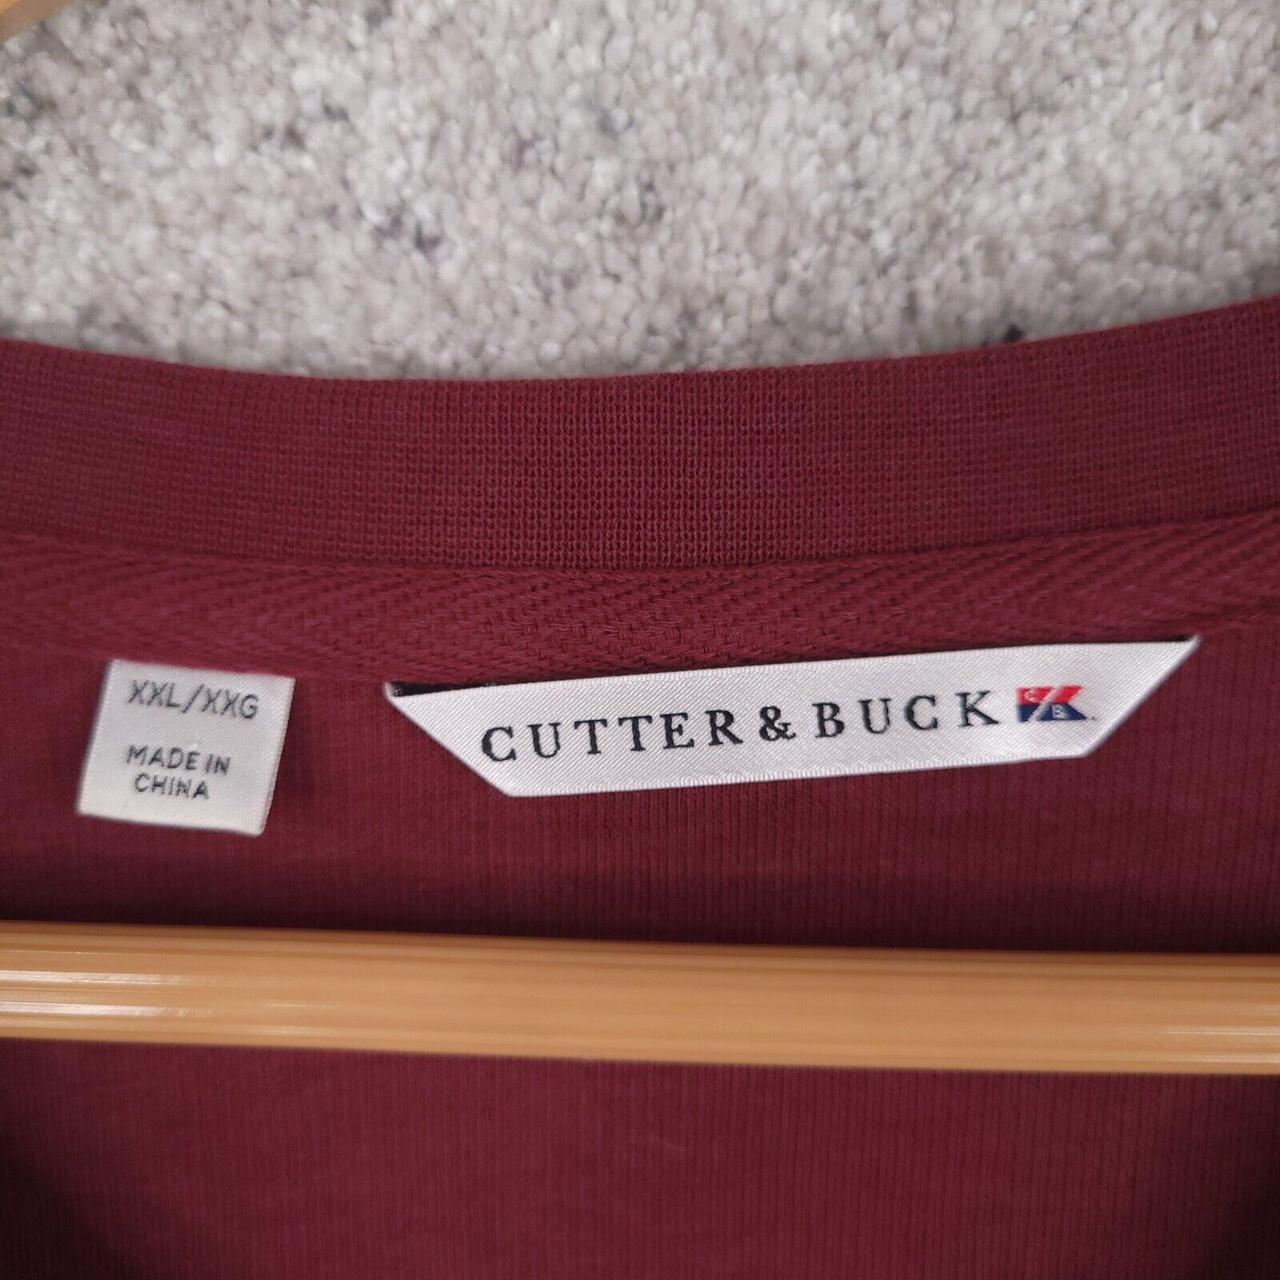 XXL/XXG
MADE IN
CHINA
CUTTER & BUCK
C
B